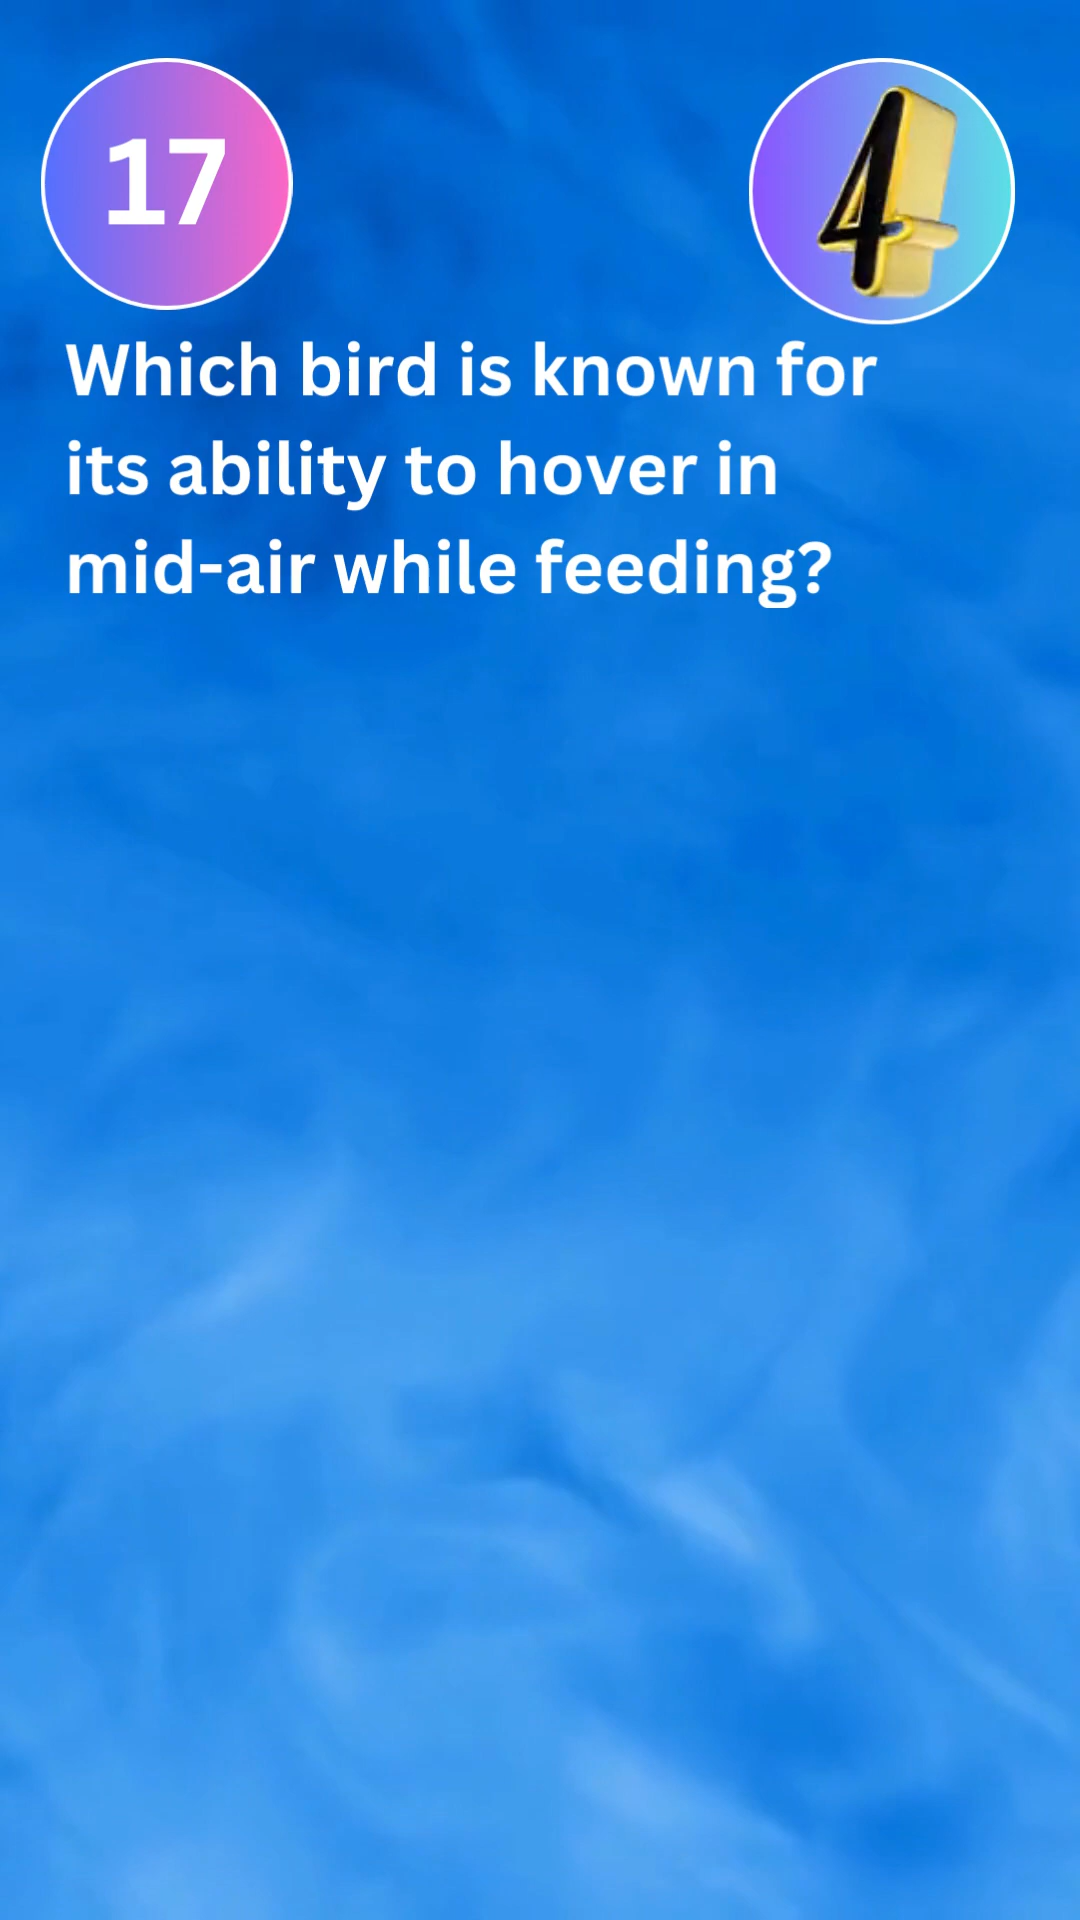 17
4
Which bird is known for
its ability to hover in
mid-air while feeding?